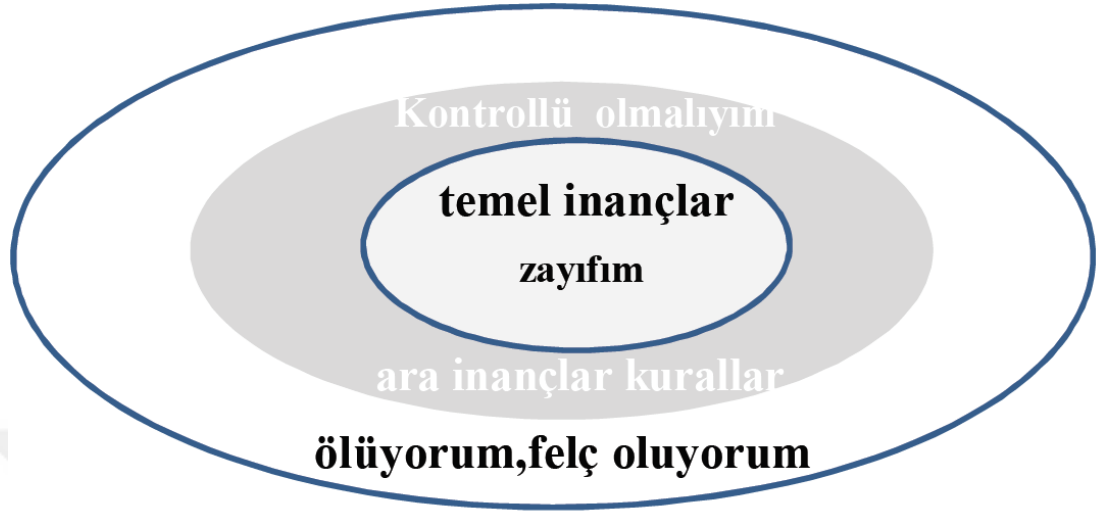 Kontrollü olmalıyım
temel inançlar
zayıfım
ara inançlar kurallar
ölüyorum,felç oluyorum